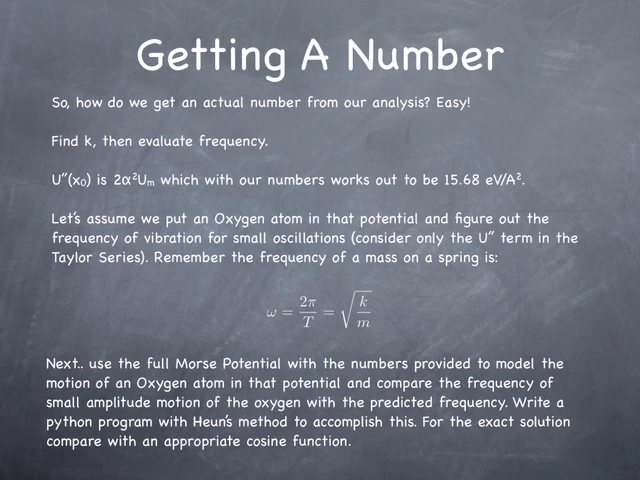 Getting A Number
So, how do we get an actual number from our analysis? Easy!
Find k, then evaluate frequency.
U″(x₀) is 2α²Uₘ which with our numbers works out to be 15.68 eV/A².
Let's assume we put an Oxygen atom in that potential and figure out the
frequency of vibration for small oscillations (consider only the U″ term in the
Taylor Series). Remember the frequency of a mass on a spring is:
ω = 2π/T = √(k/m)
Next.. use the full Morse Potential with the numbers provided to model the
motion of an Oxygen atom in that potential and compare the frequency of
small amplitude motion of the oxygen with the predicted frequency. Write a
python program with Heun's method to accomplish this. For the exact solution
compare with an appropriate cosine function.